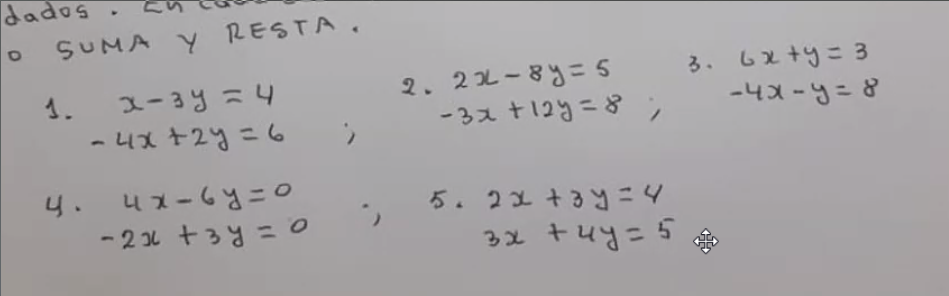 dados. En
o SUMA Y RESTA.
1. x-3y=4
-4x+2y=6 ;
2. 2x-8y=5
-3x+12y=8 ;
3. 6x+y=3
-4x-y=8
4. 4x-6y=0
-2x+3y=0 ;
5. 2x+3y=4
3x+4y=5